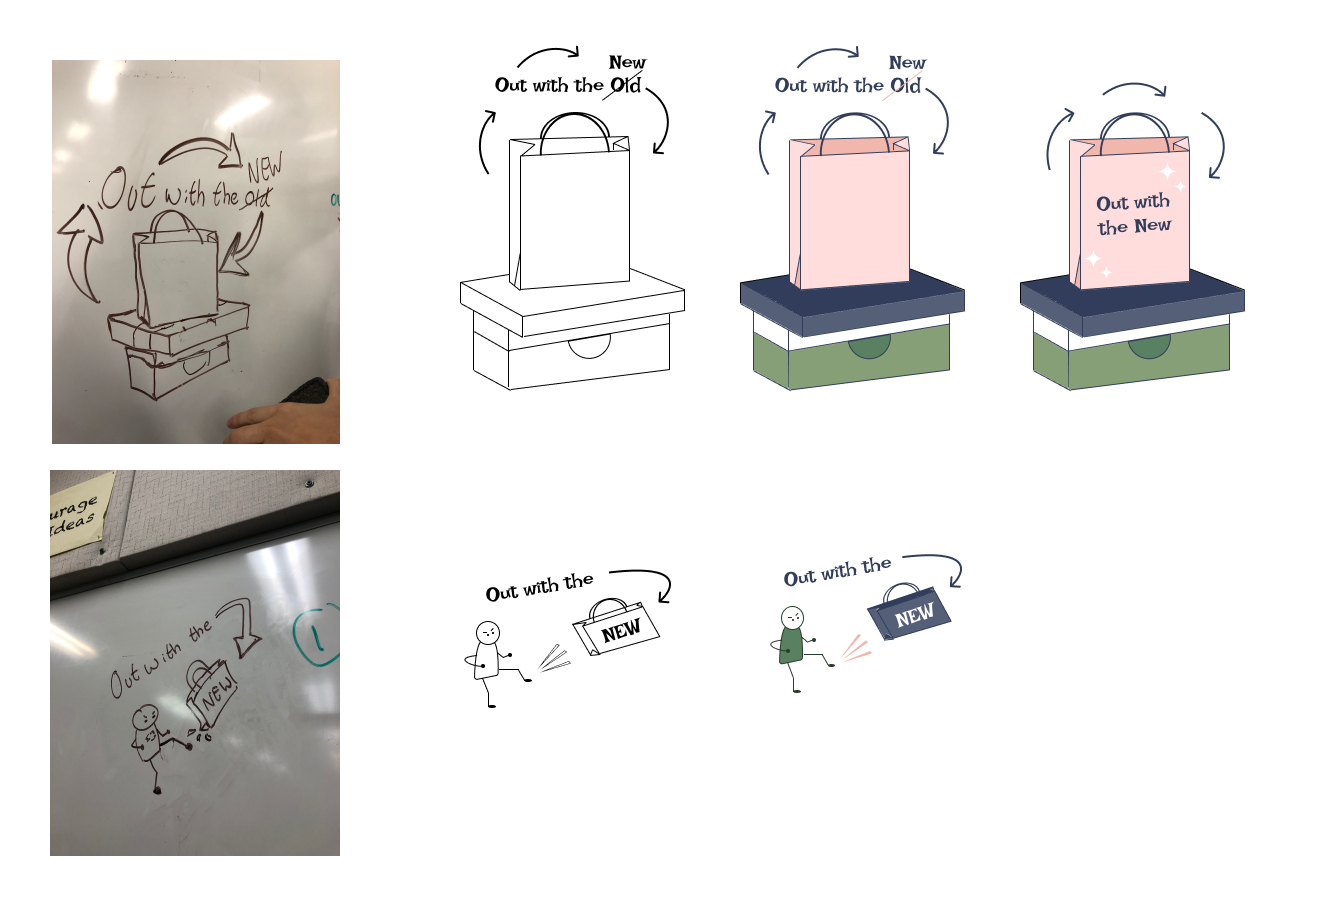 NEW
Out with the old
New
Out with the Old
New
Out with the Old
Out with
the New
urage
Ideas
Out with the
NEW!
1
Out with the
NEW
Out with the
NEW